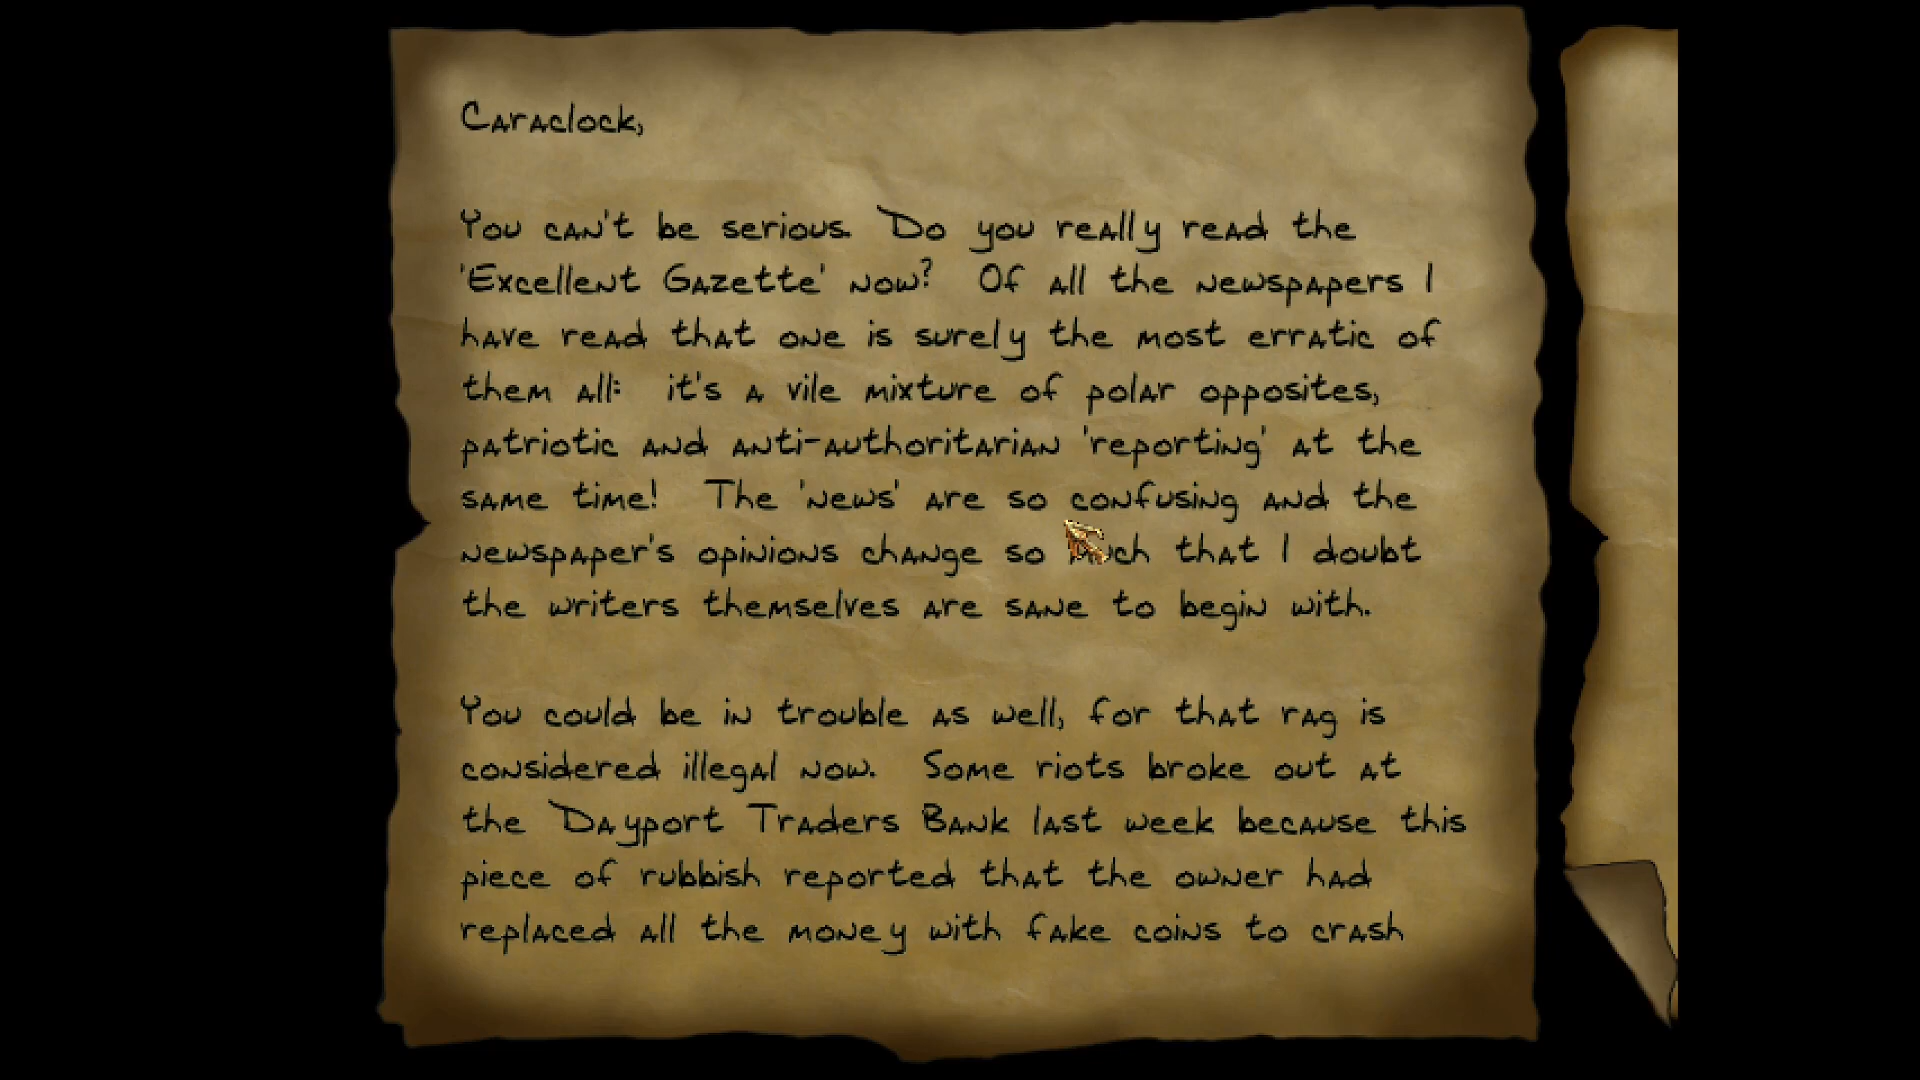 Caraclock,
You can't be serious. Do you really read the
'Excellent Gazette' now? Of all the newspapers I
have read that one is surely the most erratic of
them all: it's a vile mixture of polar opposites,
patriotic and anti-authoritarian 'reporting' at the
same time! The 'news' are so confusing and the
newspaper's opinions change so much that I doubt
the writers themselves are sane to begin with.
You could be in trouble as well, for that rag is
considered illegal now. Some riots broke out at
the Dayport Traders Bank last week because this
piece of rubbish reported that the owner had
replaced all the money with fake coins to crash